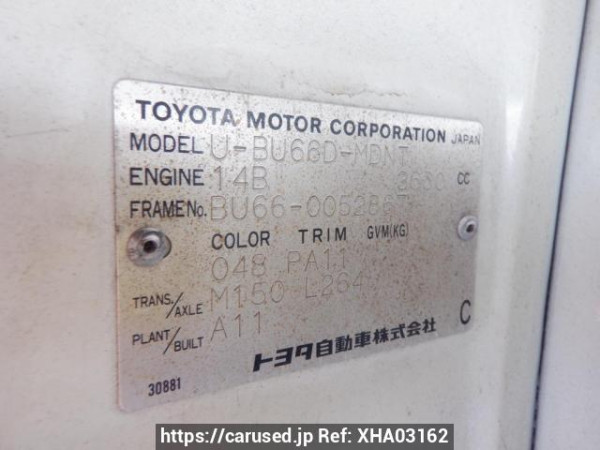 TOYOTA MOTOR CORPORATION JAPAN
MODEL U-BU66D-MDNT
ENGINE 14B 3660 CC
FRAME No. BU66-0052867
COLOR TRIM GVM(KG)
048 PA11
TRANS./AXLE M150 L264
PLANT/BUILT A11
トヨタ自動車株式会社 C
30881
https://carused.jp Ref: XHA03162